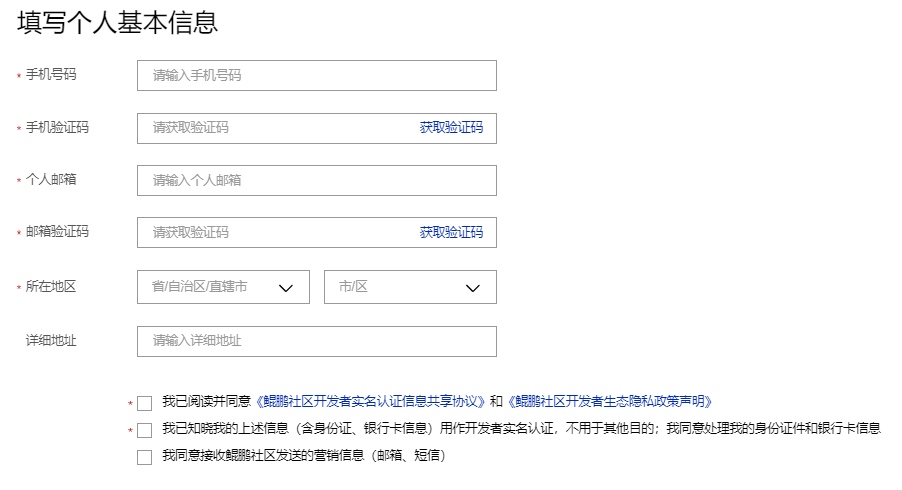 填写个人基本信息
* 手机号码 请输入手机号码
* 手机验证码 请获取验证码 获取验证码
* 个人邮箱 请输入个人邮箱
* 邮箱验证码 请获取验证码 获取验证码
* 所在地区 省/自治区/直辖市 市/区
详细地址 请输入详细地址
* 我已阅读并同意《鲲鹏社区开发者实名认证信息共享协议》和《鲲鹏社区开发者生态隐私政策声明》
* 我已知晓我的上述信息（含身份证、银行卡信息）用作开发者实名认证，不用于其他目的；我同意处理我的身份证件和银行卡信息
我同意接收鲲鹏社区发送的营销信息（邮箱、短信）